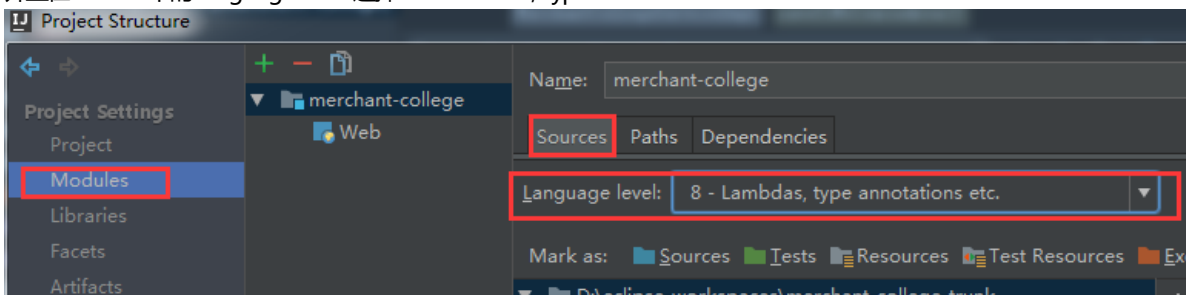 Project Structure
Name: merchant-college
merchant-college
Project Settings
Web
Project
Sources Paths Dependencies
Modules
Language level: 8 - Lambdas, type annotations etc.
Libraries
Facets
Mark as: Sources Tests Resources Test Resources
Artifacts